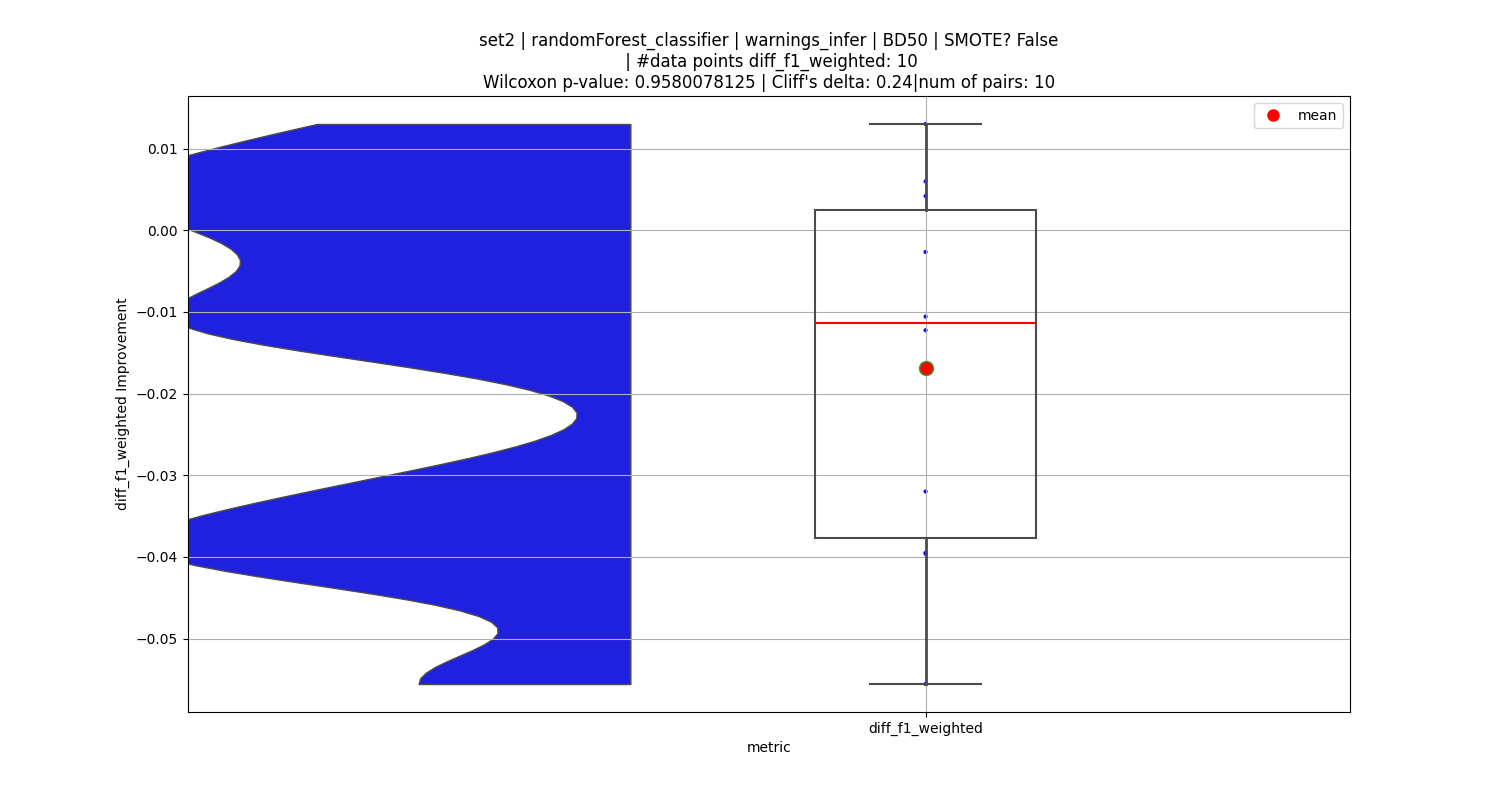 set2 | randomForest_classifier | warnings_infer | BD50 | SMOTE? False
| #data points diff_f1_weighted: 10
Wilcoxon p-value: 0.9580078125 | Cliff's delta: 0.24|num of pairs: 10
mean
0.01
0.00
−0.01
−0.02
−0.03
−0.04
−0.05
diff_f1_weighted Improvement
diff_f1_weighted
metric